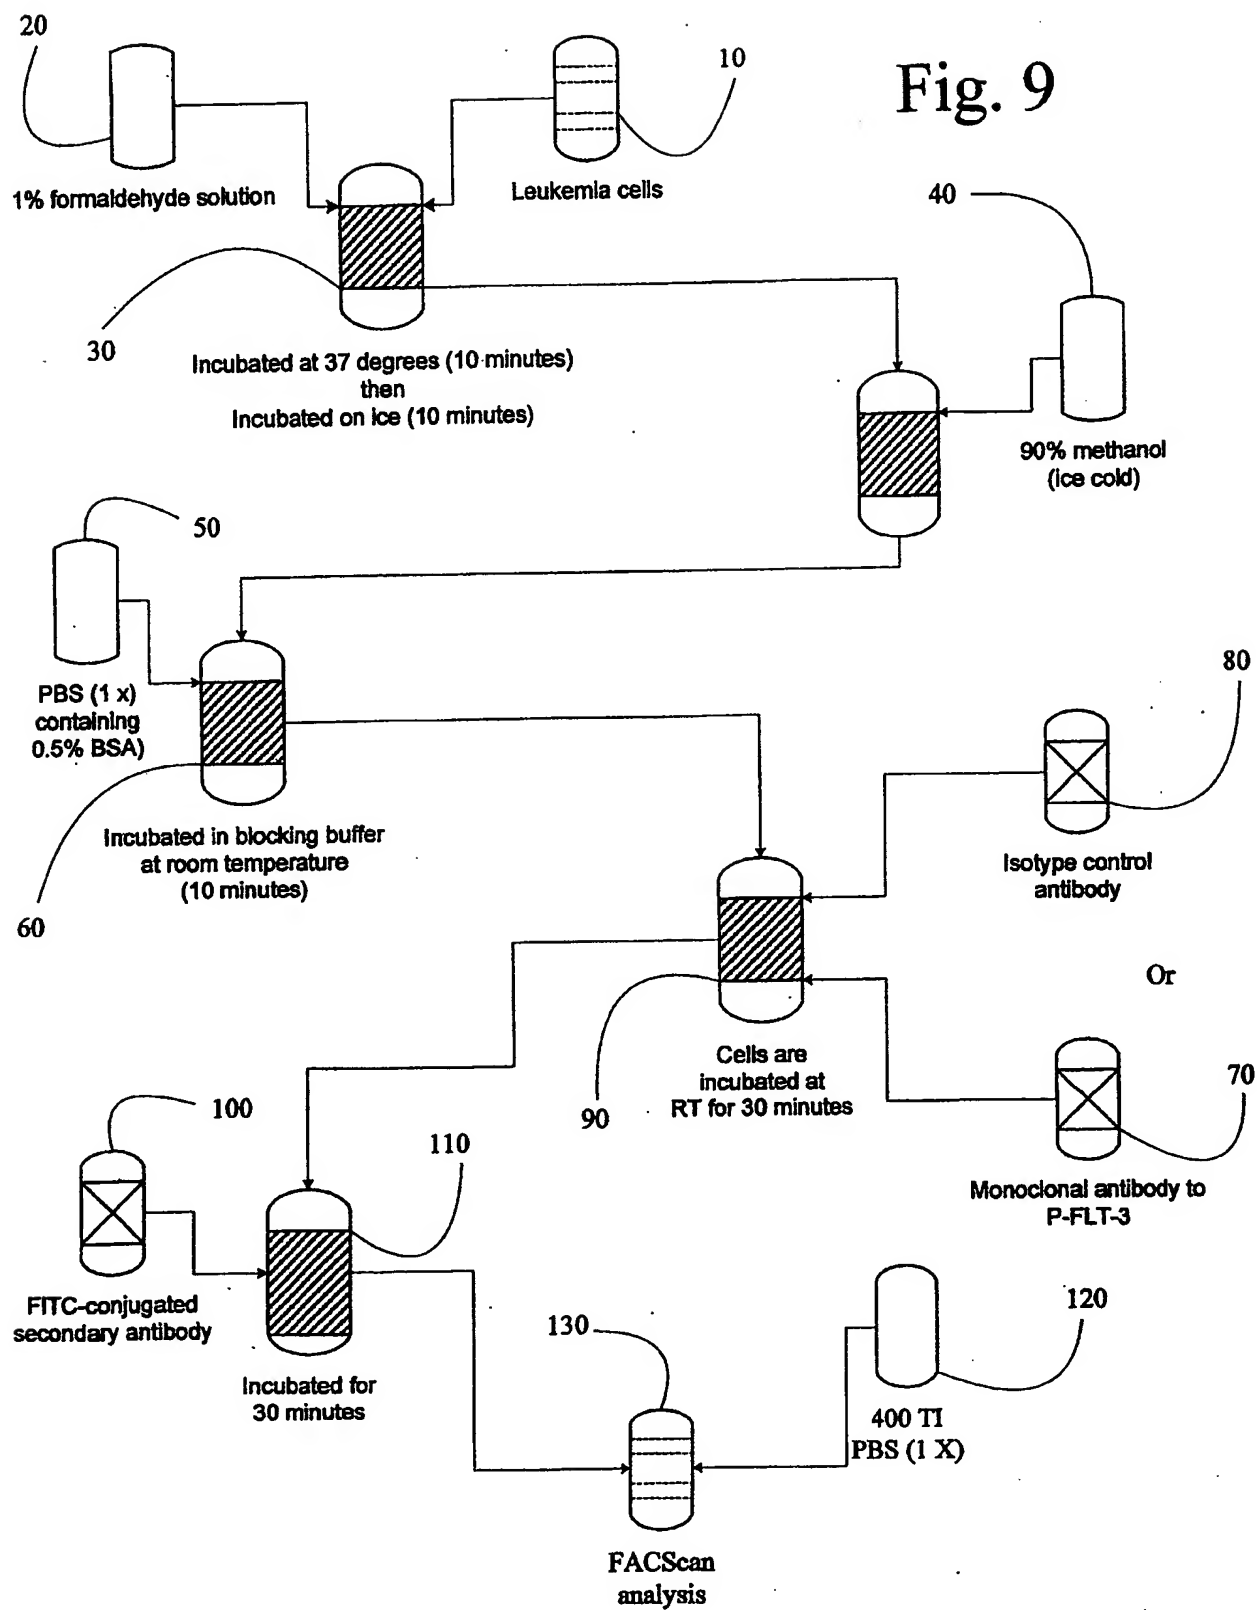 20
10
Fig. 9
1% formaldehyde solution
Leukemia cells
40
30
Incubated at 37 degrees (10 minutes)
then
Incubated on ice (10 minutes)
90% methanol
(ice cold)
50
PBS (1 x)
containing
0.5% BSA)
80
Incubated in blocking buffer
at room temperature
(10 minutes)
60
Isotype control
antibody
Or
Cells are
incubated at
RT for 30 minutes
90
70
Monoclonal antibody to
P-FLT-3
100
110
FITC-conjugated
secondary antibody
Incubated for
30 minutes
130
120
400 TI
PBS (1 X)
FACScan
analysis